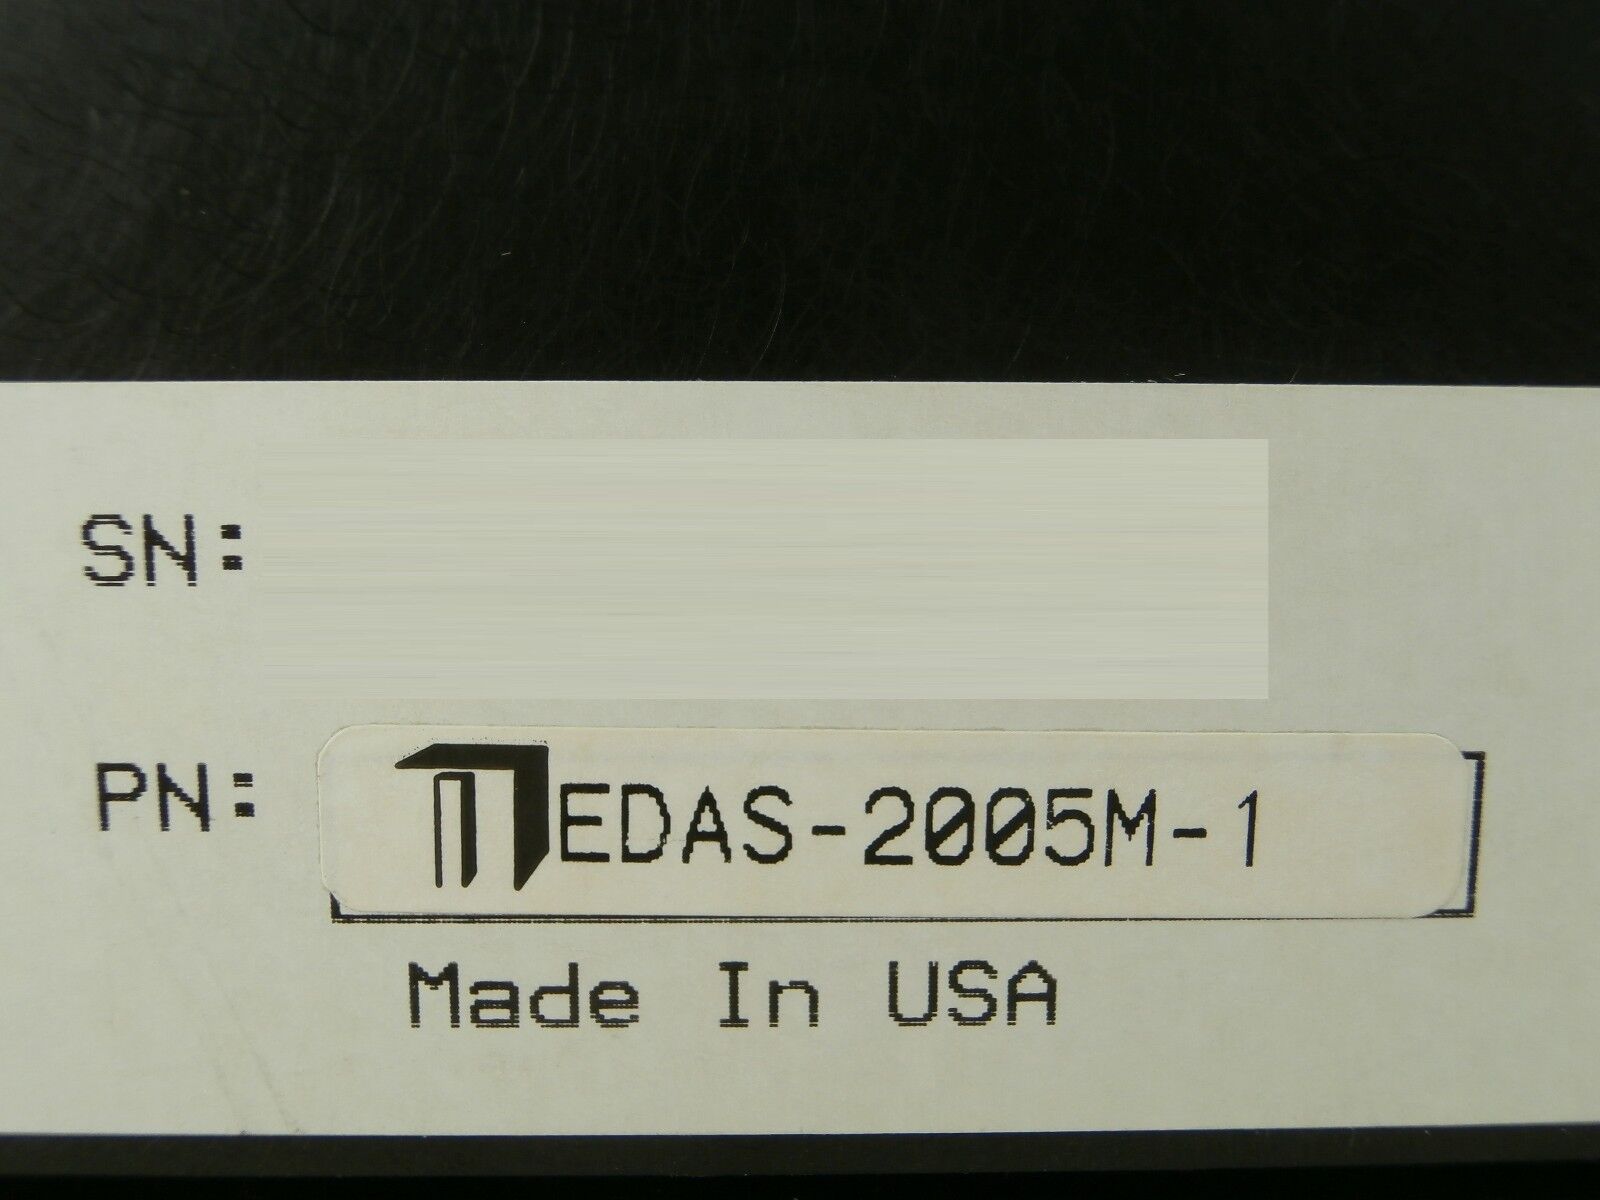 SN:
PN: EDAS-2005M-1
Made In USA